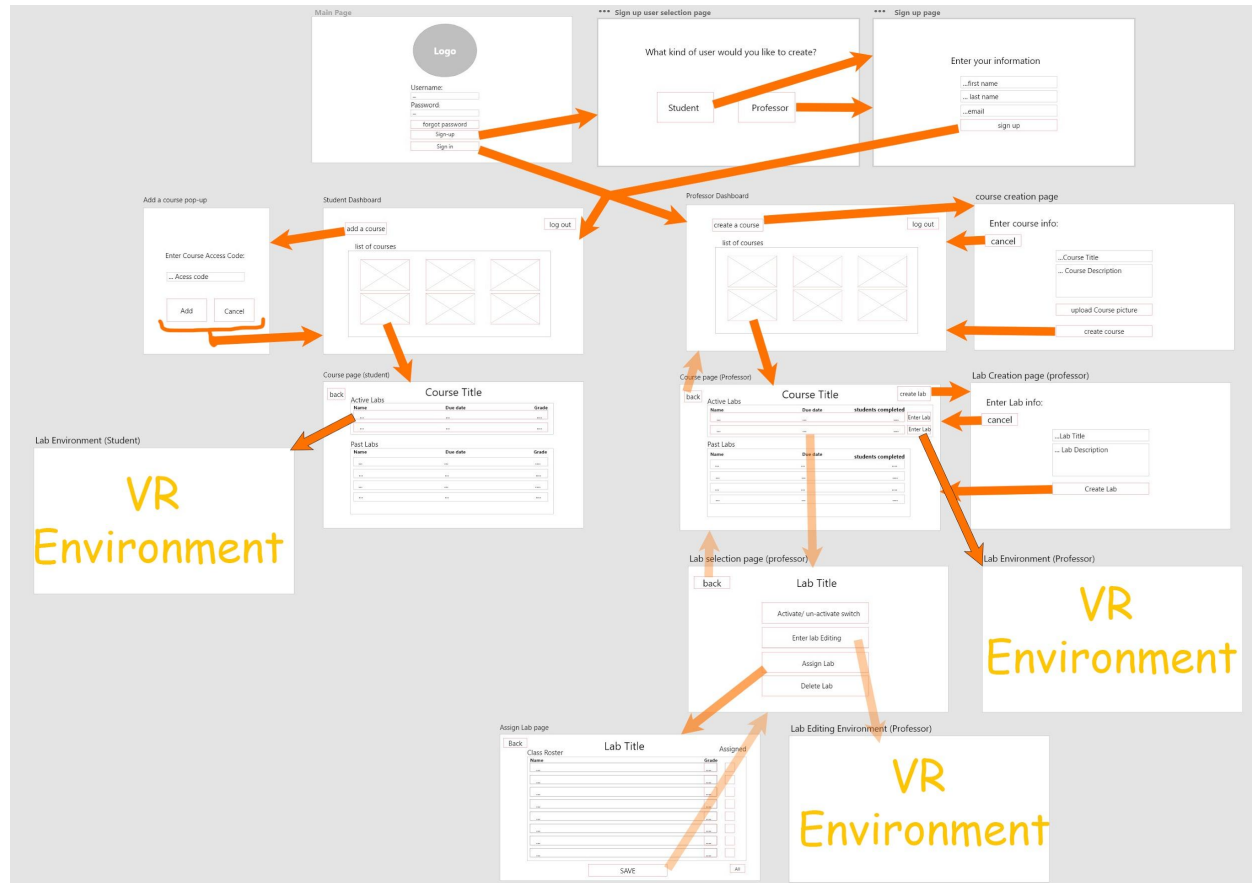 Main Page
Logo
Username:
Password:
forgot password
Sign-up
Sign in
*** Sign up user selection page
What kind of user would you like to create?
Student
Professor
*** Sign up page
Enter your information
...first name
... last name
...email
sign up
Add a course pop-up
Enter Course Access Code:
... Acess code
Add
Cancel
Student Dashboard
add a course
log out
list of courses
Professor Dashboard
create a course
log out
list of courses
course creation page
Enter course info:
cancel
...Course Title
... Course Description
upload Course picture
create course
Course page (student)
back
Course Title
Active Labs
Name Due date Grade
... ... ....
... ... ....
Past Labs
Name Due date Grade
... ... ....
... ... ....
... ... ....
... ... ....
Course page (Professor)
back
Course Title
create lab
Active Labs
Name Due date students completed
... ... .... Enter Lab
... ... .... Enter Lab
Past Labs
Name Due date students completed
... ... ....
... ... ....
... ... ....
... ... ....
Lab Creation page (professor)
Enter Lab info:
cancel
...Lab Title
... Lab Description
Create Lab
Lab Environment (Student)
VR
Environment
Lab selection page (professor)
back
Lab Title
Activate/ un-activate switch
Enter lab Editing
Assign Lab
Delete Lab
Lab Environment (Professor)
VR
Environment
Assign Lab page
Back
Lab Title
Class Roster
Assigned
Name Grade
... ....
... ....
... ....
... ....
... ....
... ....
... ....
... ....
SAVE
All
Lab Editing Environment (Professor)
VR
Environment